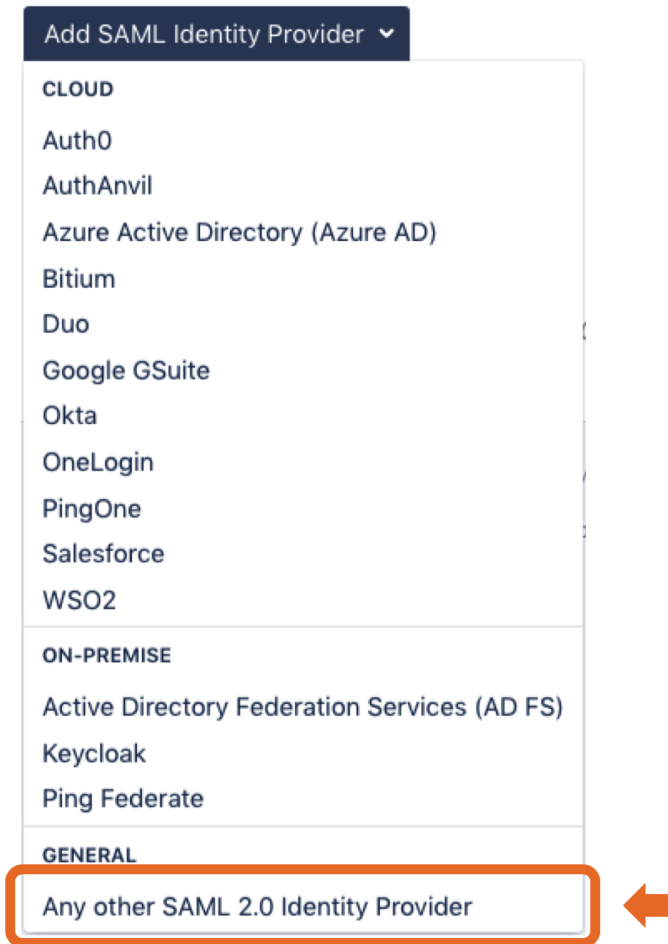 Add SAML Identity Provider
CLOUD
Auth0
AuthAnvil
Azure Active Directory (Azure AD)
Bitium
Duo
Google GSuite
Okta
OneLogin
PingOne
Salesforce
WSO2
ON-PREMISE
Active Directory Federation Services (AD FS)
Keycloak
Ping Federate
GENERAL
Any other SAML 2.0 Identity Provider